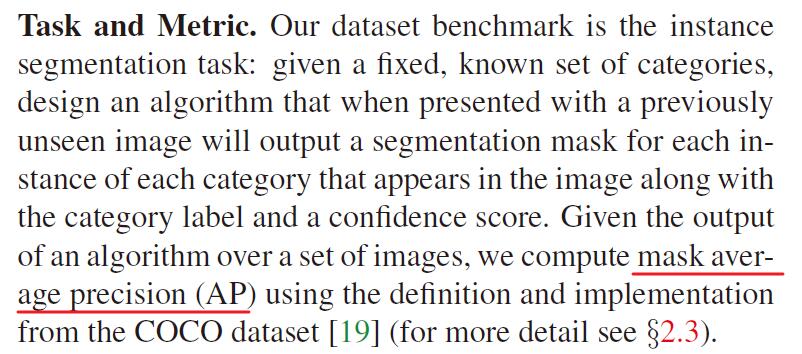 Task and Metric. Our dataset benchmark is the instance
segmentation task: given a fixed, known set of categories,
design an algorithm that when presented with a previously
unseen image will output a segmentation mask for each in-
stance of each category that appears in the image along with
the category label and a confidence score. Given the output
of an algorithm over a set of images, we compute mask aver-
age precision (AP) using the definition and implementation
from the COCO dataset [19] (for more detail see §2.3).